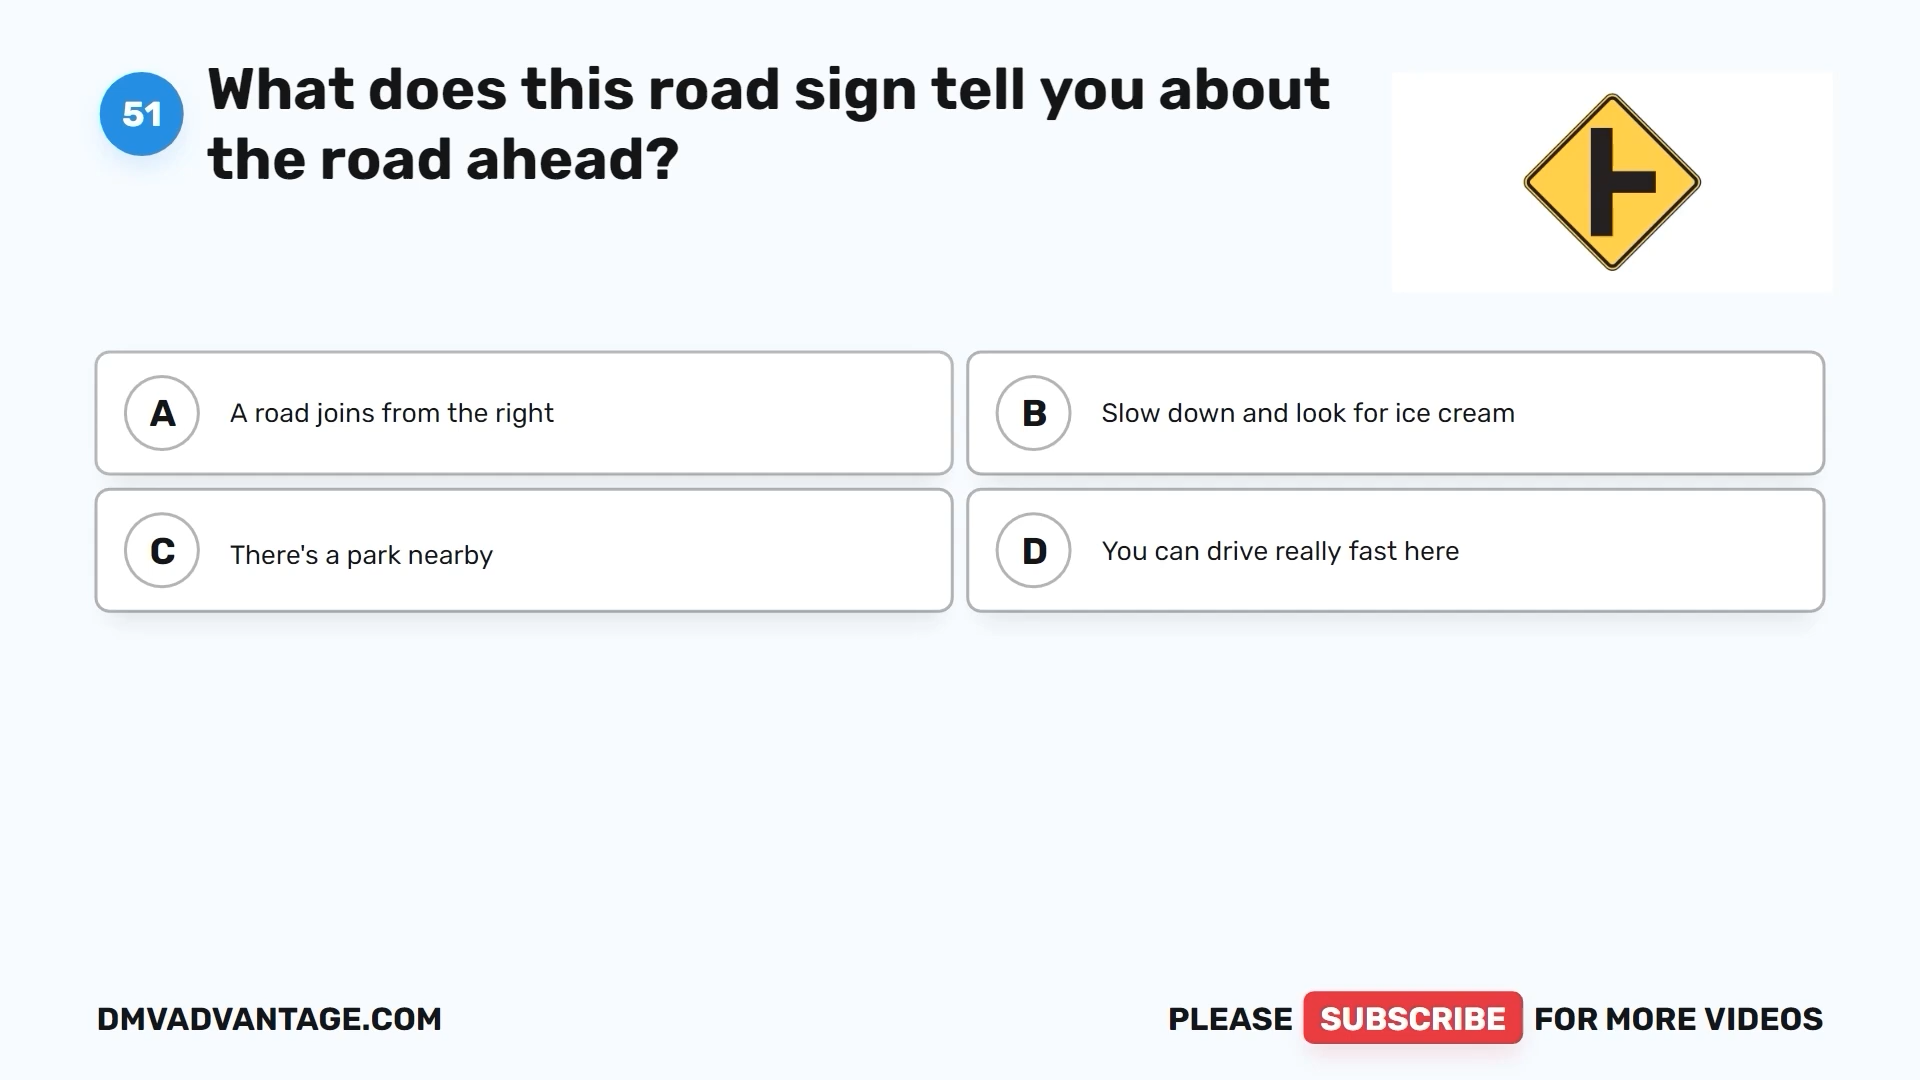 51
What does this road sign tell you about
the road ahead?
A
A road joins from the right
B
Slow down and look for ice cream
C
There's a park nearby
D
You can drive really fast here
DMVADVANTAGE.COM
PLEASE SUBSCRIBE FOR MORE VIDEOS